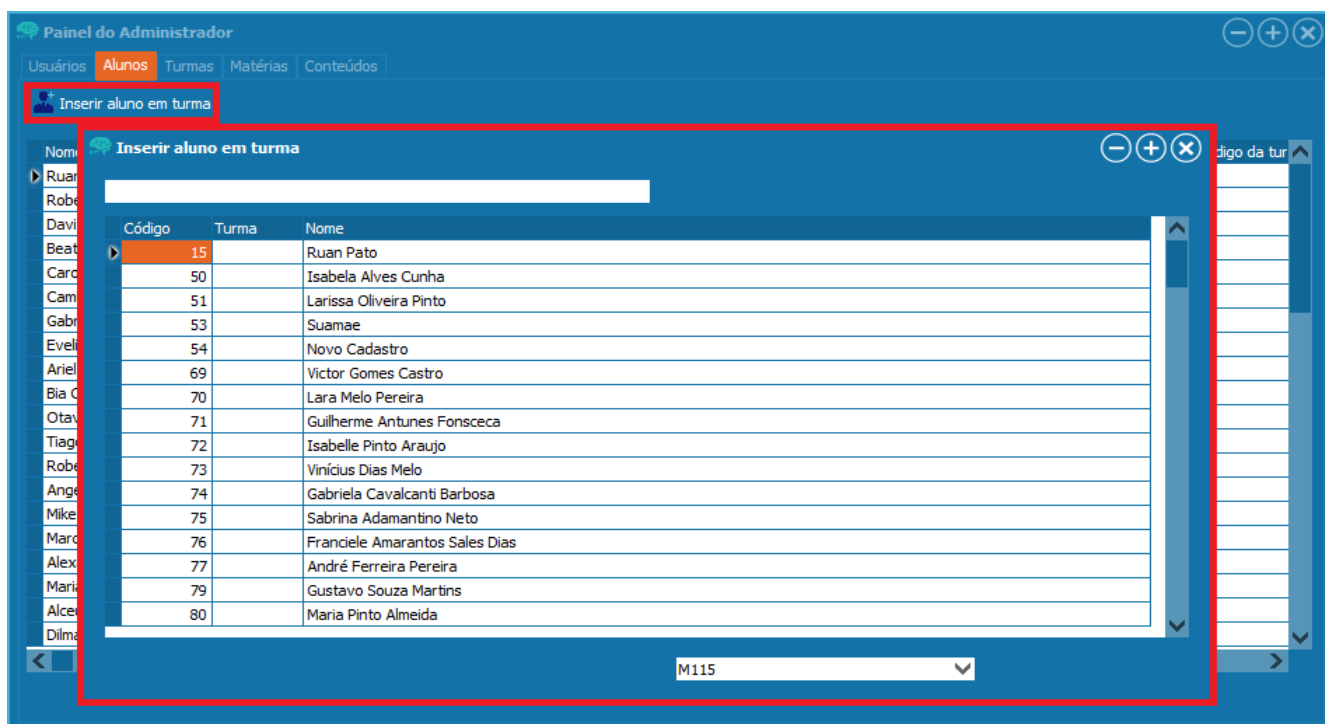 Painel do Administrador
Usuários Alunos Turmas Matérias Conteúdos
Inserir aluno em turma
Inserir aluno em turma
Código Turma Nome
15 Ruan Pato
50 Isabela Alves Cunha
51 Larissa Oliveira Pinto
53 Suamae
54 Novo Cadastro
69 Victor Gomes Castro
70 Lara Melo Pereira
71 Guilherme Antunes Fonsceca
72 Isabelle Pinto Araujo
73 Vinícius Dias Melo
74 Gabriela Cavalcanti Barbosa
75 Sabrina Adamantino Neto
76 Franciele Amarantos Sales Dias
77 André Ferreira Pereira
79 Gustavo Souza Martins
80 Maria Pinto Almeida
M115